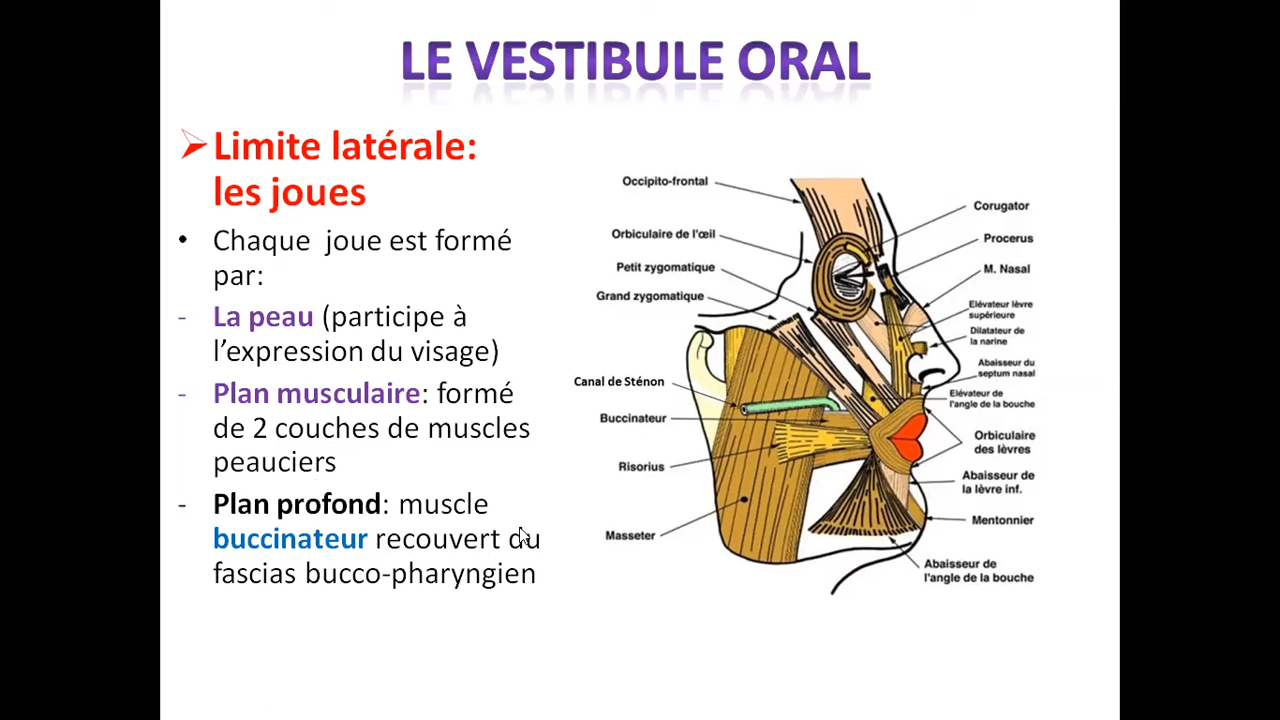 LE VESTIBULE ORAL
Limite latérale:
les joues
• Chaque joue est formé
par:
- La peau (participe à
l’expression du visage)
- Plan musculaire: formé
de 2 couches de muscles
peauciers
- Plan profond: muscle
buccinateur recouvert du
fascias bucco-pharyngien
Occipito-frontal
Orbiculaire de l'œil
Petit zygomatique
Grand zygomatique
Canal de Sténon
Buccinateur
Risorius
Masseter
Corugator
Procerus
M. Nasal
Elévateur lèvre
supérieure
Dilatateur de
la narine
Abaisseur du
septum nasal
Elévateur de
l'angle de la bouche
Orbiculaire
des lèvres
Abaisseur de
la lèvre inf.
Mentonnier
Abaisseur de
l'angle de la bouche